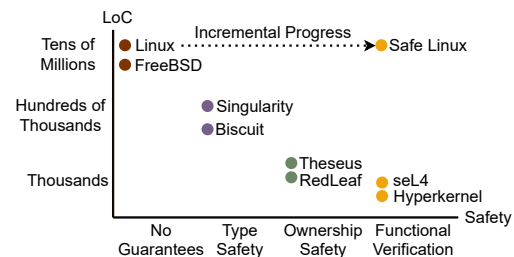 LoC
Tens of
Millions
Linux
Incremental Progress
Safe Linux
FreeBSD
Hundreds of
Thousands
Singularity
Biscuit
Thousands
Theseus
RedLeaf
seL4
Hyperkernel
Safety
No
Guarantees
Type
Safety
Ownership
Safety
Functional
Verification